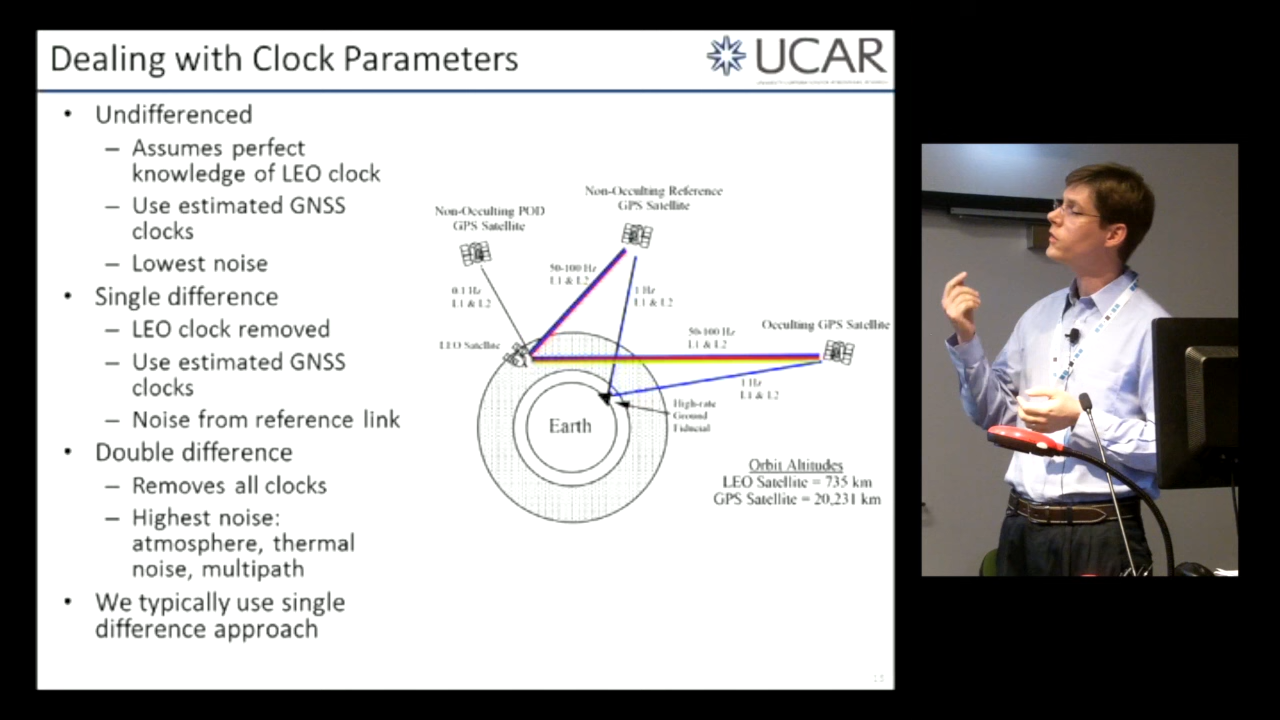 Dealing with Clock Parameters
UCAR
• Undifferenced
– Assumes perfect
knowledge of LEO clock
– Use estimated GNSS
clocks
– Lowest noise
• Single difference
– LEO clock removed
– Use estimated GNSS
clocks
– Noise from reference link
• Double difference
– Removes all clocks
– Highest noise:
atmosphere, thermal
noise, multipath
• We typically use single
difference approach
Non-Occulting Reference
GPS Satellite
Non-Occulting POD
GPS Satellite
50-100 Hz
L1 & L2
0.1 Hz
L1 & L2
1 Hz
L1 & L2
Occulting GPS Satellite
50-100 Hz
L1 & L2
LEO Satellite
1 Hz
L1 & L2
High-rate
Ground
Fiducial
Earth
Orbit Altitudes
LEO Satellite = 735 km
GPS Satellite = 20,231 km